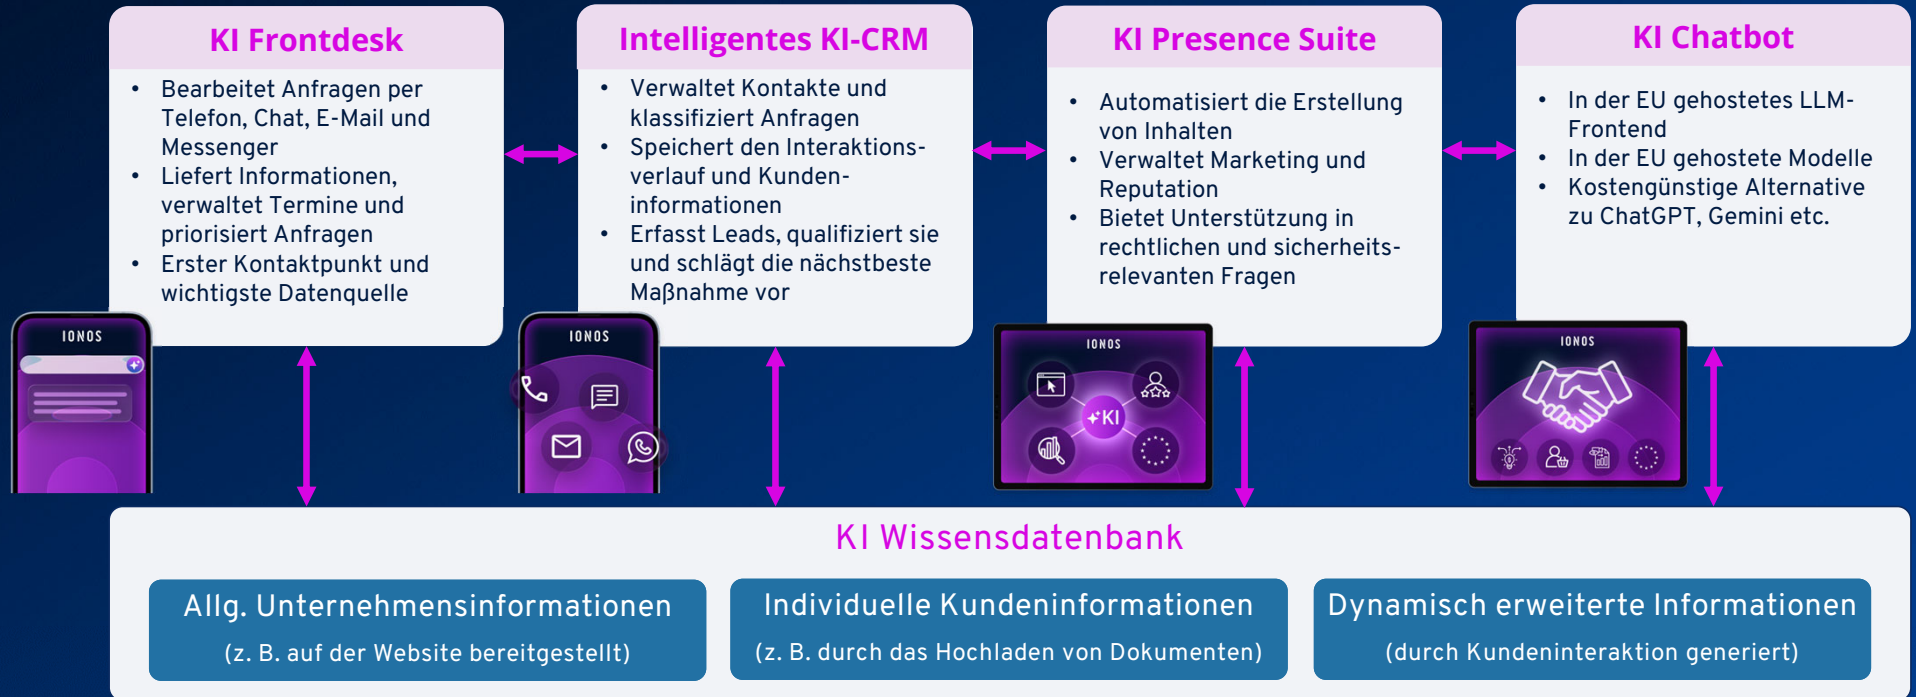 KI Frontdesk
• Bearbeitet Anfragen per
Telefon, Chat, E-Mail und
Messenger
• Liefert Informationen,
verwaltet Termine und
priorisiert Anfragen
• Erster Kontaktpunkt und
wichtigste Datenquelle
IONOS
Intelligentes KI-CRM
• Verwaltet Kontakte und
klassifiziert Anfragen
• Speichert den Interaktions-
verlauf und Kunden-
informationen
• Erfasst Leads, qualifiziert sie
und schlägt die nächstbeste
Maßnahme vor
IONOS
KI Presence Suite
• Automatisiert die Erstellung
von Inhalten
• Verwaltet Marketing und
Reputation
• Bietet Unterstützung in
rechtlichen und sicherheits-
relevanten Fragen
IONOS
KI
KI Chatbot
• In der EU gehostetes LLM-
Frontend
• In der EU gehostete Modelle
• Kostengünstige Alternative
zu ChatGPT, Gemini etc.
IONOS
KI Wissensdatenbank
Allg. Unternehmensinformationen
(z. B. auf der Website bereitgestellt)
Individuelle Kundeninformationen
(z. B. durch das Hochladen von Dokumenten)
Dynamisch erweiterte Informationen
(durch Kundeninteraktion generiert)